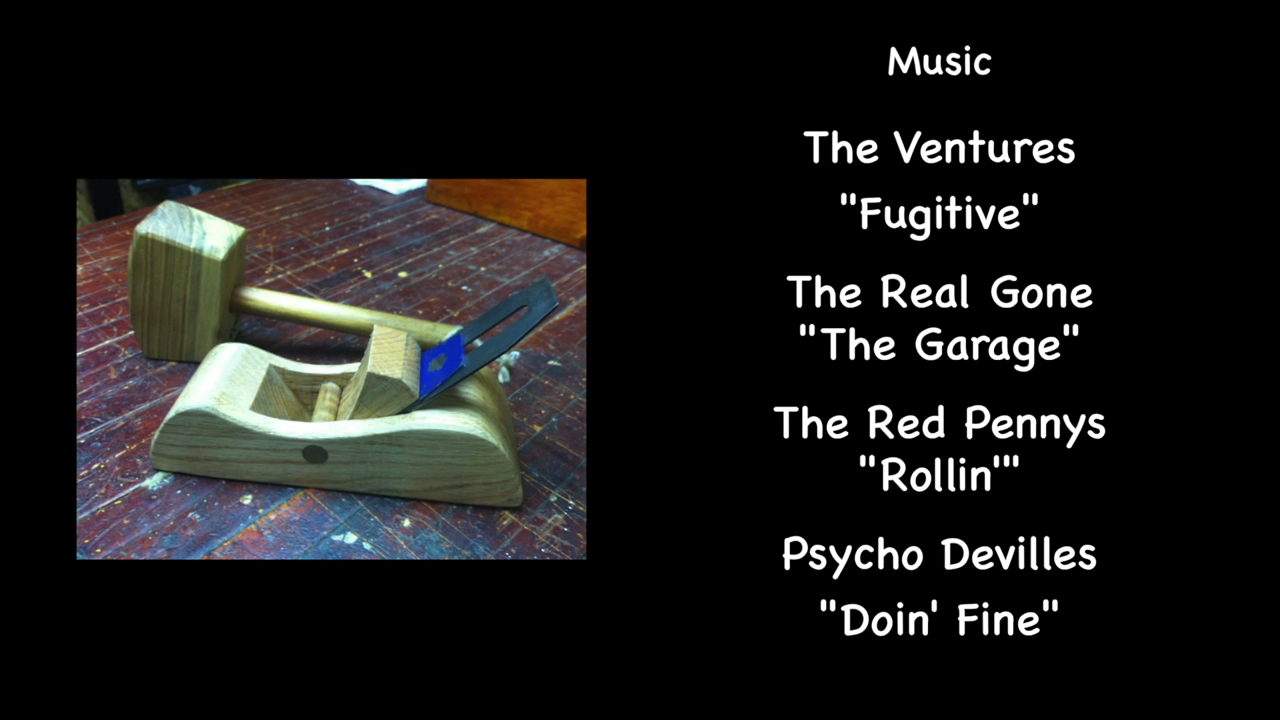 Music
The Ventures
"Fugitive"
The Real Gone
"The Garage"
The Red Pennys
"Rollin'"
Psycho Devilles
"Doin' Fine"